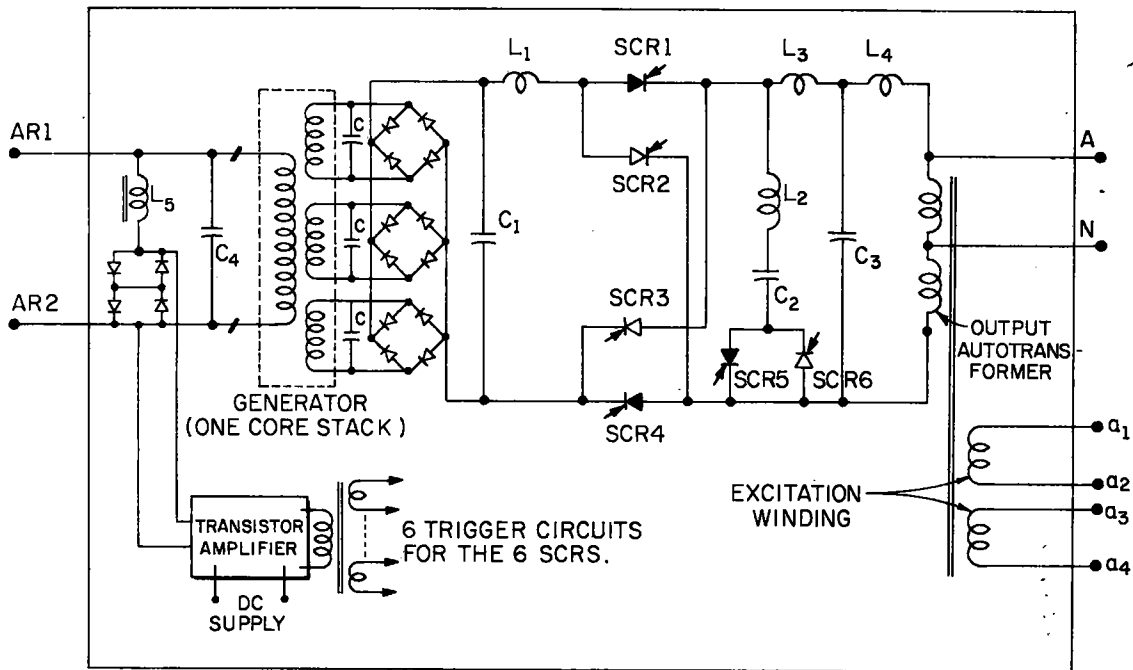 AR1
AR2
L5
C4
C
C
C
GENERATOR
(ONE CORE STACK)
C1
L1
SCR1
SCR2
SCR3
SCR4
L2
C2
SCR5
SCR6
L3
L4
C3
A
N
OUTPUT
AUTOTRANS-
FORMER
a1
a2
a3
a4
EXCITATION
WINDING
TRANSISTOR
AMPLIFIER
DC
SUPPLY
6 TRIGGER CIRCUITS
FOR THE 6 SCRS.